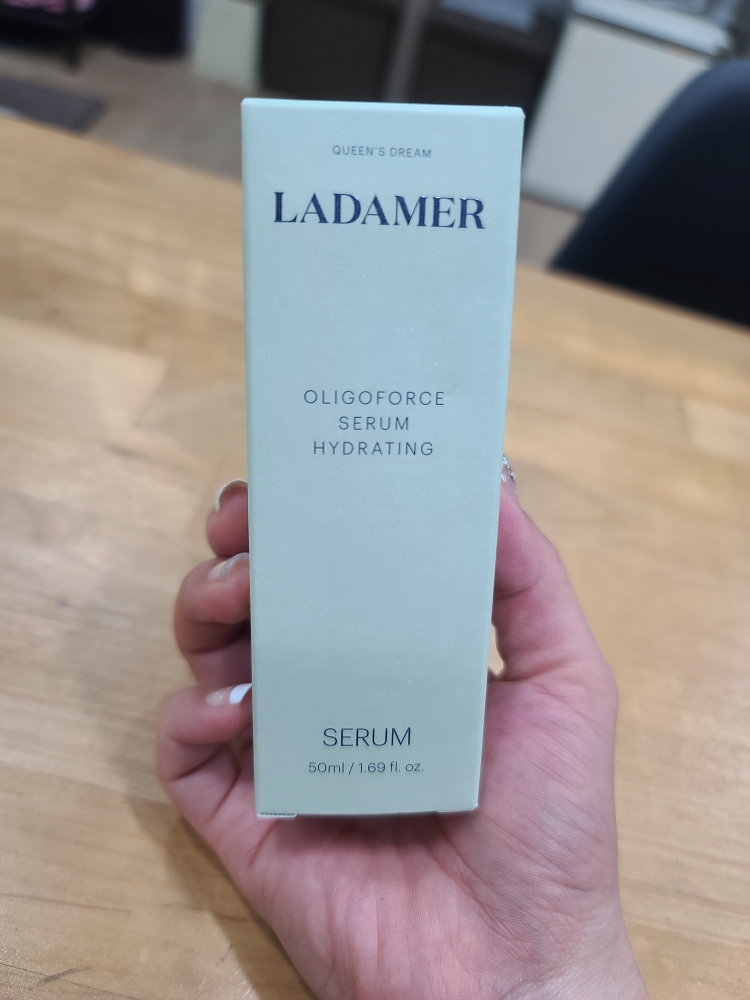 QUEEN'S DREAM
LADAMER
OLIGOFORCE
SERUM
HYDRATING
SERUM
50ml / 1.69 fl. oz.